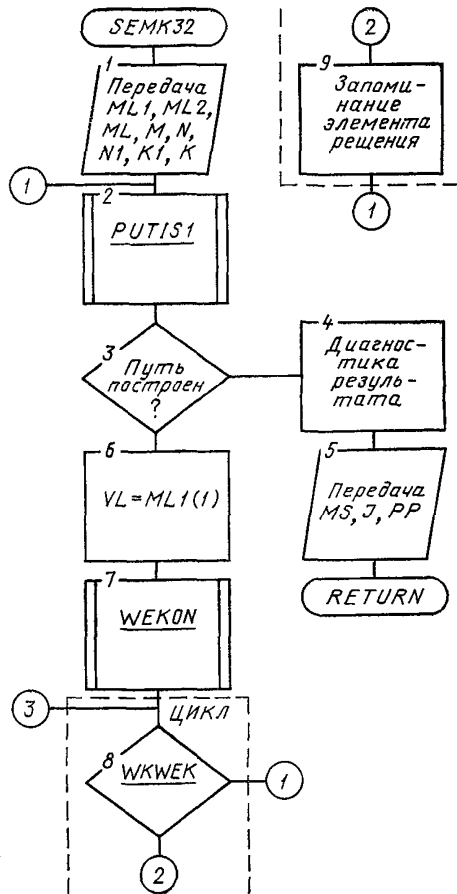 SEMK32
1
Передача
ML1, ML2,
ML, M, N,
N1, K1, K
1
2
PUTIS1
3
Путь
построен
?
6
VL=ML1(1)
7
WEKON
3
ЦИКЛ
8
WKWEK
1
2
2
9
Запоми-
нание
элемента
решения
1
4
Диагнос-
тика
резуль-
тата
5
Передача
MS, J, PP
RETURN